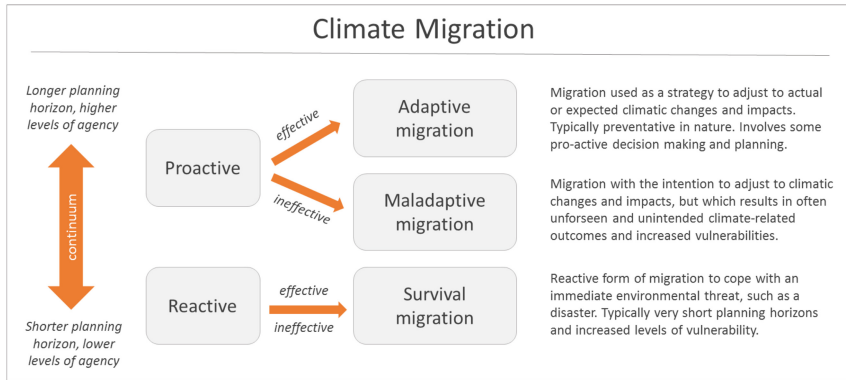 Climate Migration
Longer planning
horizon, higher
levels of agency
continuum
Shorter planning
horizon, lower
levels of agency
Proactive
effective
ineffective
Adaptive
migration
Migration used as a strategy to adjust to actual
or expected climatic changes and impacts.
Typically preventative in nature. Involves some
pro-active decision making and planning.
Maladaptive
migration
Migration with the intention to adjust to climatic
changes and impacts, but which results in often
unforseen and unintended climate-related
outcomes and increased vulnerabilities.
Reactive
effective
ineffective
Survival
migration
Reactive form of migration to cope with an
immediate environmental threat, such as a
disaster. Typically very short planning horizons
and increased levels of vulnerability.